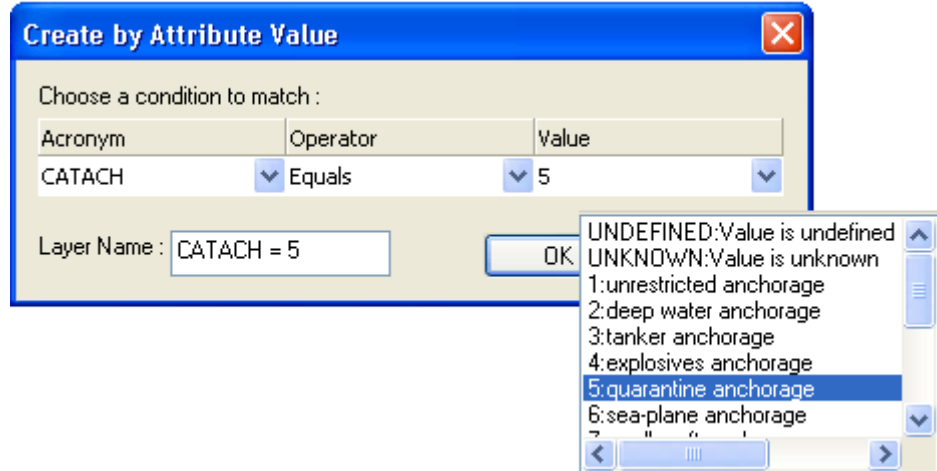 Create by Attribute Value
Choose a condition to match :
Acronym Operator Value
CATACH Equals 5
Layer Name : CATACH = 5 OK
UNDEFINED:Value is undefined
UNKNOWN:Value is unknown
1:unrestricted anchorage
2:deep water anchorage
3:tanker anchorage
4:explosives anchorage
5:quarantine anchorage
6:sea-plane anchorage